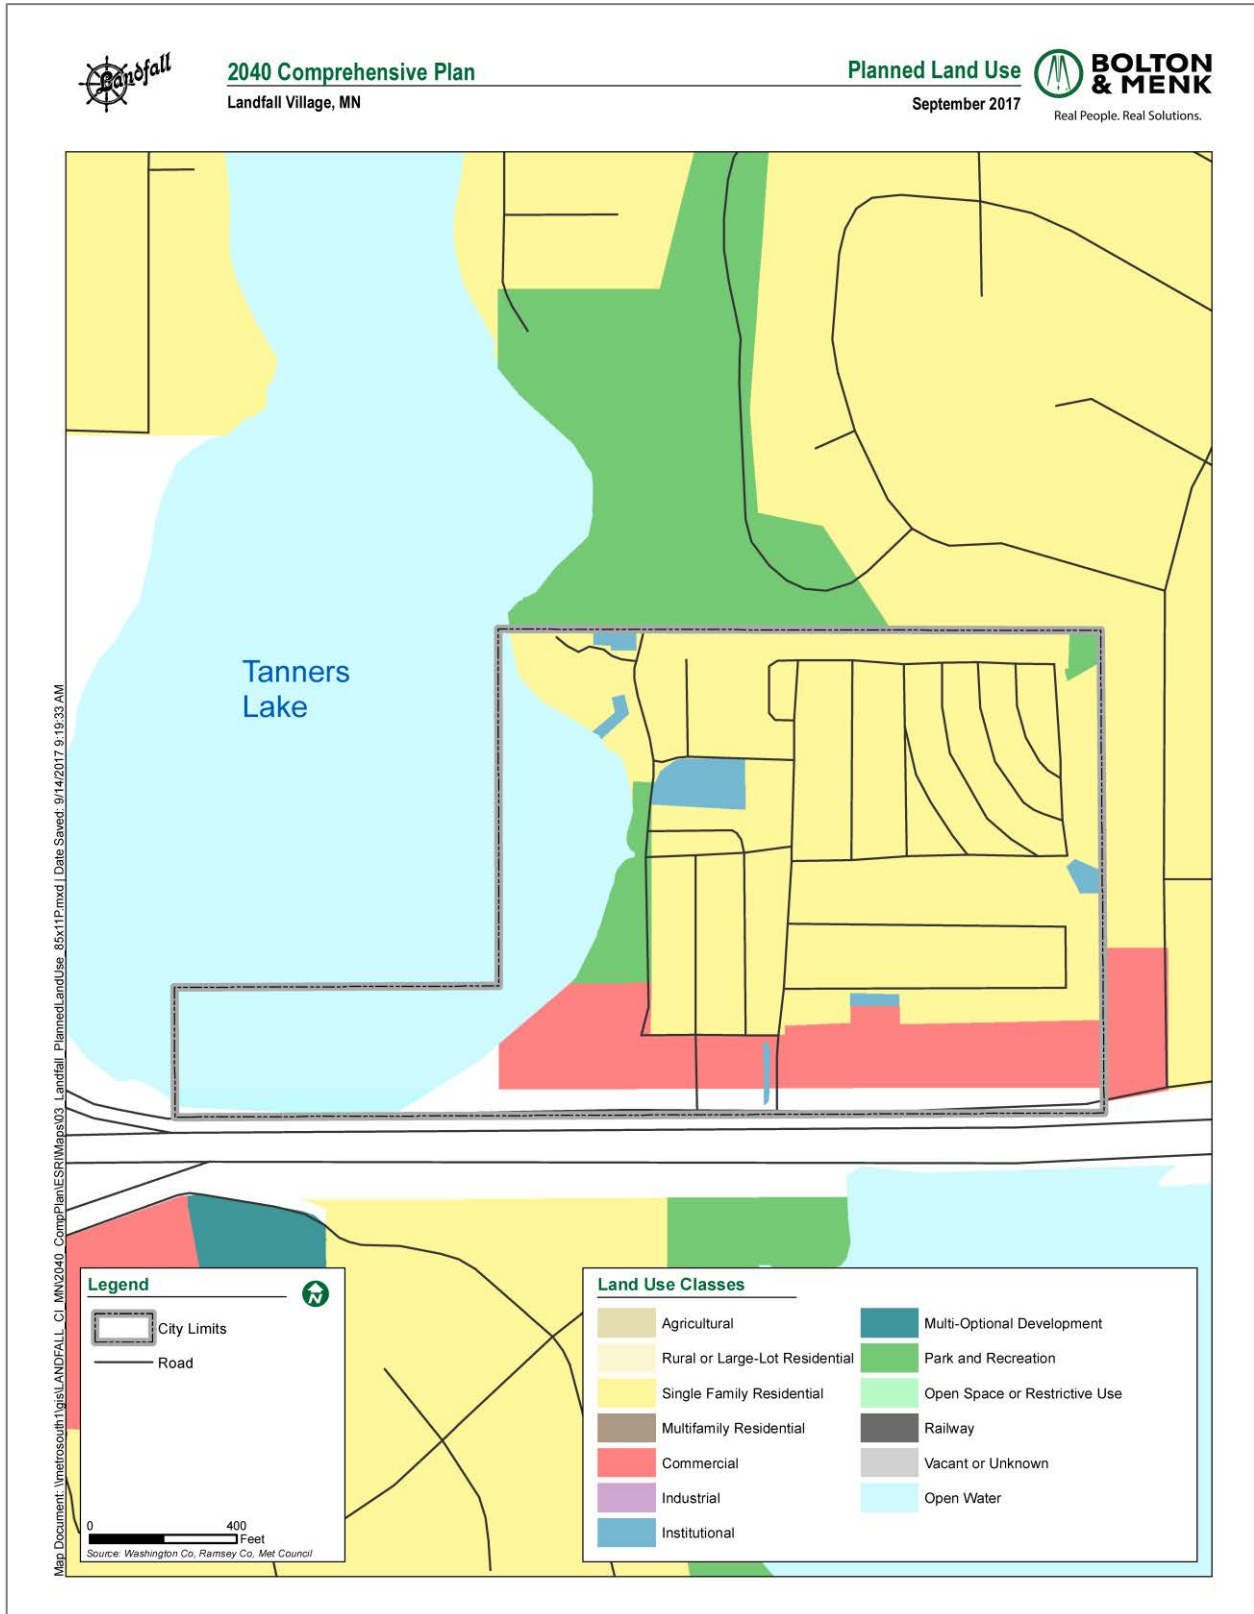 Landfall
2040 Comprehensive Plan
Landfall Village, MN
Planned Land Use
September 2017
BOLTON
& MENK
Real People. Real Solutions.
Tanners
Lake
Map Document: \\metrosouth1\gis\LANDFALL_CI_MN\2040_CompPlan\ESRI\Maps\03_Landfall_PlannedLandUse_85x11P.mxd | Date Saved: 9/14/2017 9:19:33 AM
Legend
N
City Limits
Road
0 400
Feet
Source: Washington Co, Ramsey Co, Met Council
Land Use Classes
Agricultural
Rural or Large-Lot Residential
Single Family Residential
Multifamily Residential
Commercial
Industrial
Institutional
Multi-Optional Development
Park and Recreation
Open Space or Restrictive Use
Railway
Vacant or Unknown
Open Water